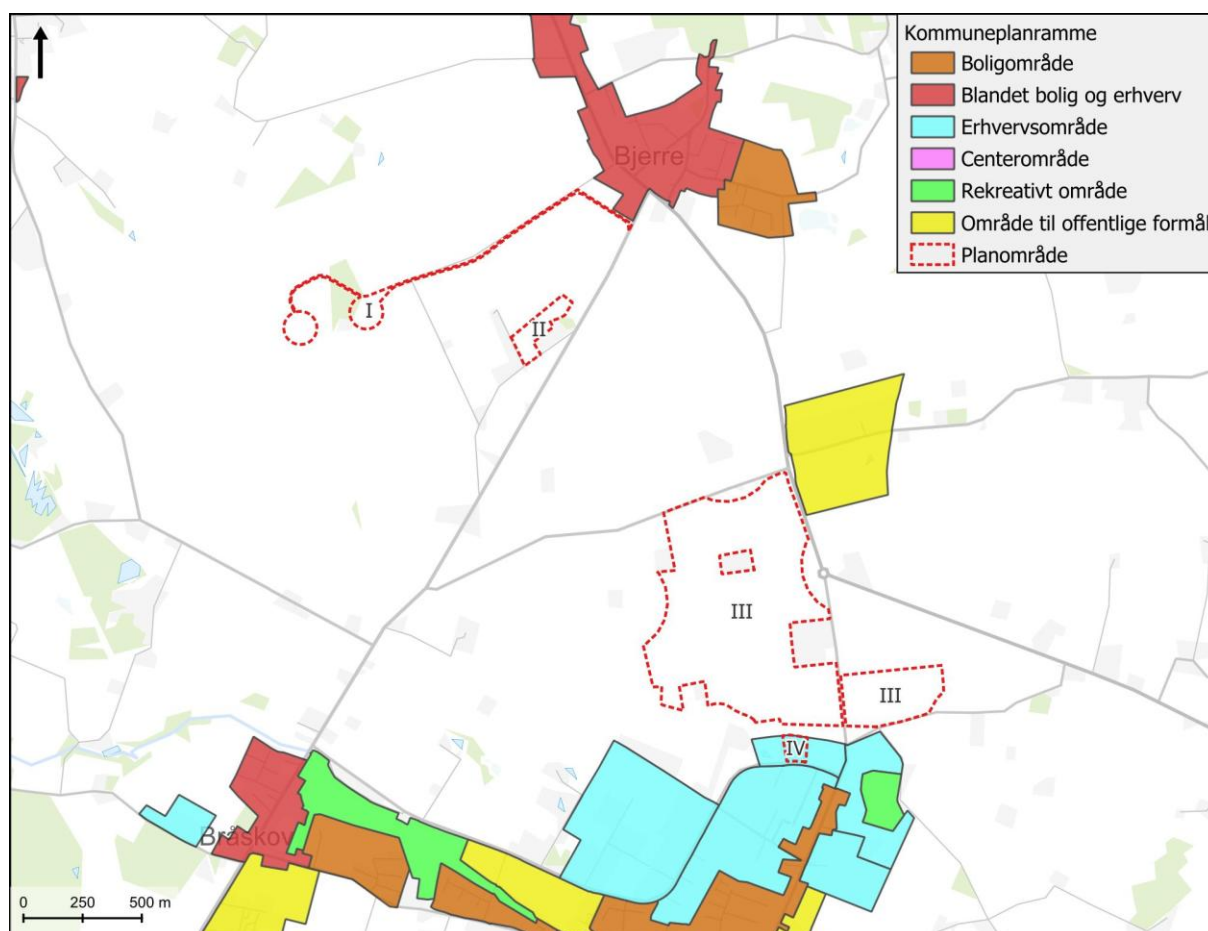 Kommuneplanramme
Boligområde
Blandet bolig og erhverv
Erhvervsområde
Centerområde
Rekreativt område
Område til offentlige formål
Planområde
Bjerre
I
II
III
III
IV
Bråskov
0 250 500 m